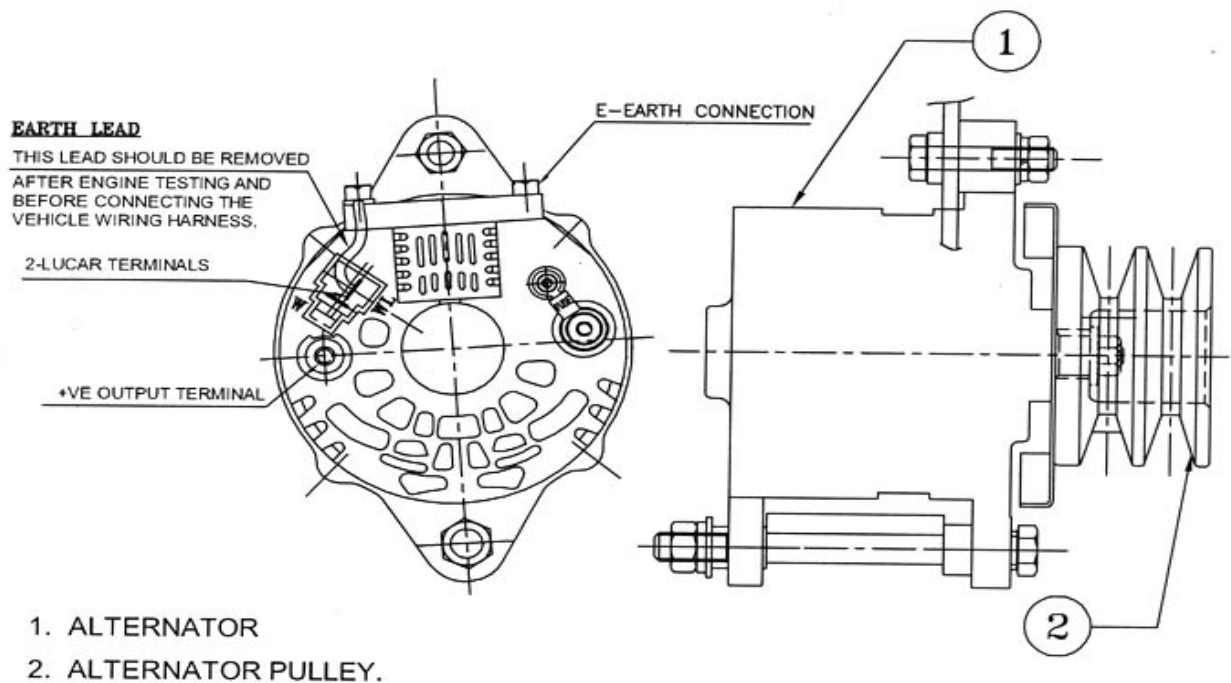 1
E-EARTH CONNECTION
EARTH LEAD
THIS LEAD SHOULD BE REMOVED
AFTER ENGINE TESTING AND
BEFORE CONNECTING THE
VEHICLE WIRING HARNESS.
2-LUCAR TERMINALS
W
WL
+VE OUTPUT TERMINAL
2
1. ALTERNATOR
2. ALTERNATOR PULLEY.